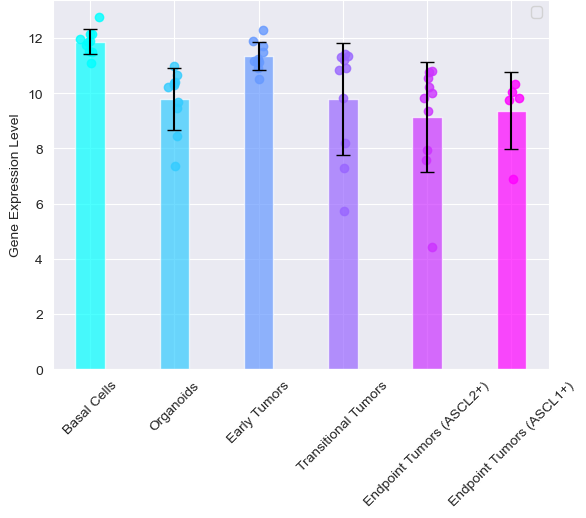 Gene Expression Level
12
10
8
6
4
2
0
Basal Cells
Organoids
Early Tumors
Transitional Tumors
Endpoint Tumors (ASCL2+)
Endpoint Tumors (ASCL1+)